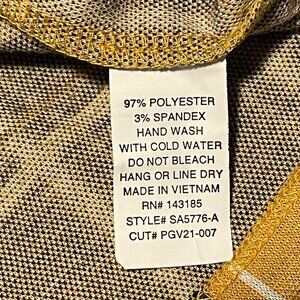 97% POLYESTER
3% SPANDEX
HAND WASH
WITH COLD WATER
DO NOT BLEACH
HANG OR LINE DRY
MADE IN VIETNAM
RN# 143185
STYLE# SA5776-A
CUT# PGV21-007